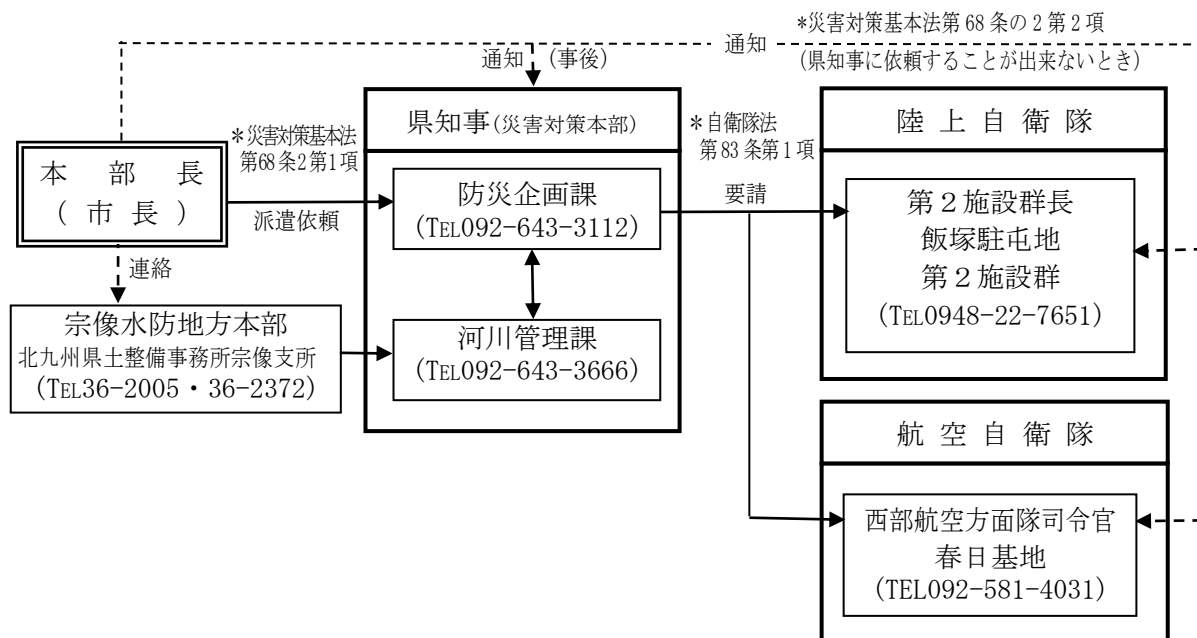 *災害対策基本法第68条の2第2項
通知
(県知事に依頼することが出来ないとき)
通知 (事後)
県知事(災害対策本部)
*災害対策基本法
第68条2第1項
*自衛隊法
第83条第1項
陸上自衛隊
本部長
(市長)
派遣依頼
防災企画課
(TEL092-643-3112)
要請
第2施設群長
飯塚駐屯地
第2施設群
(TEL0948-22-7651)
連絡
宗像水防地方本部
北九州県土整備事務所宗像支所
(TEL36-2005・36-2372)
河川管理課
(TEL092-643-3666)
航空自衛隊
西部航空方面隊司令官
春日基地
(TEL092-581-4031)